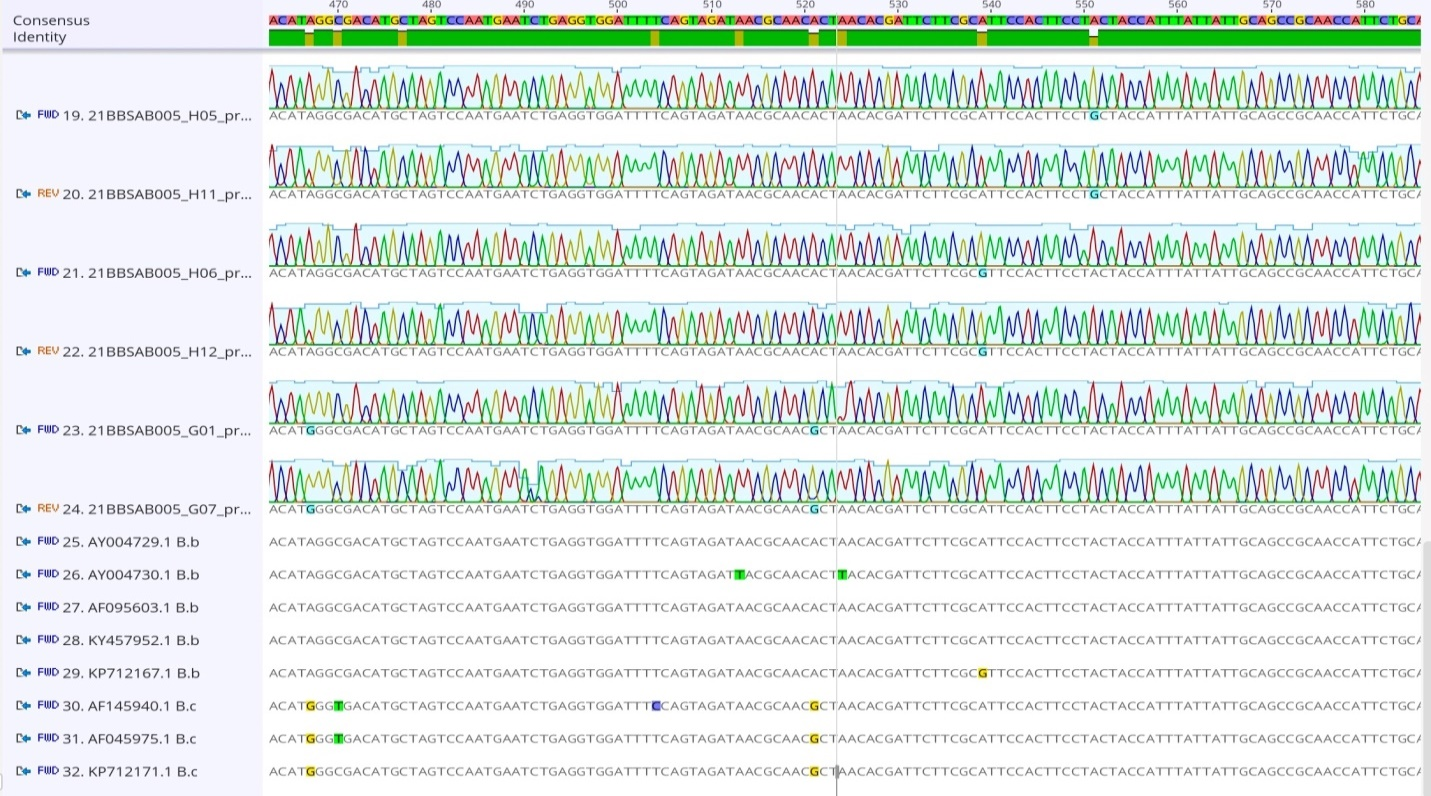 470 480 490 500 510 520 530 540 550 560 570 580
Consensus ACATAGGCGACATGCTAGTCCAATGAATCTGAGGTGGATTTTCAGTAGATAACGCAACACTAACACGATTCTTCGCATTCCACTTCCTACTACCATTTATTATTGCAGCCGCAACCATTCTGCA
Identity
FWD 19. 21BBSAB005_H05_pr... ACATAGGCGACATGCTAGTCCAATGAATCTGAGGTGGATTTTCAGTAGATAACGCAACACTAACACGATTCTTCGCATTCCACTTCCTGCTACCATTTATTATTGCAGCCGCAACCATTCTGCA
REV 20. 21BBSAB005_H11_pr... ACATAGGCGACATGCTAGTCCAATGAATCTGAGGTGGATTTTCAGTAGATAACGCAACACTAACACGATTCTTCGCATTCCACTTCCTGCTACCATTTATTATTGCAGCCGCAACCATTCTGCA
FWD 21. 21BBSAB005_H06_pr... ACATAGGCGACATGCTAGTCCAATGAATCTGAGGTGGATTTTCAGTAGATAACGCAACACTAACACGATTCTTCGCGTTCCACTTCCTACTACCATTTATTATTGCAGCCGCAACCATTCTGCA
REV 22. 21BBSAB005_H12_pr... ACATAGGCGACATGCTAGTCCAATGAATCTGAGGTGGATTTTCAGTAGATAACGCAACACTAACACGATTCTTCGCGTTCCACTTCCTACTACCATTTATTATTGCAGCCGCAACCATTCTGCA
FWD 23. 21BBSAB005_G01_pr... ACATGGGCGACATGCTAGTCCAATGAATCTGAGGTGGATTTTCAGTAGATAACGCAACGCTAACACGATTCTTCGCATTCCACTTCCTACTACCATTTATTATTGCAGCCGCAACCATTCTGCA
REV 24. 21BBSAB005_G07_pr... ACATGGGCGACATGCTAGTCCAATGAATCTGAGGTGGATTTTCAGTAGATAACGCAACGCTAACACGATTCTTCGCATTCCACTTCCTACTACCATTTATTATTGCAGCCGCAACCATTCTGCA
FWD 25. AY004729.1 B.b ACATAGGCGACATGCTAGTCCAATGAATCTGAGGTGGATTTTCAGTAGATAACGCAACACTAACACGATTCTTCGCATTCCACTTCCTACTACCATTTATTATTGCAGCCGCAACCATTCTGCA
FWD 26. AY004730.1 B.b ACATAGGCGACATGCTAGTCCAATGAATCTGAGGTGGATTTTCAGTAGATTACGCAACACTTACACGATTCTTCGCATTCCACTTCCTACTACCATTTATTATTGCAGCCGCAACCATTCTGCA
FWD 27. AF095603.1 B.b ACATAGGCGACATGCTAGTCCAATGAATCTGAGGTGGATTTTCAGTAGATAACGCAACACTAACACGATTCTTCGCATTCCACTTCCTACTACCATTTATTATTGCAGCCGCAACCATTCTGCA
FWD 28. KY457952.1 B.b ACATAGGCGACATGCTAGTCCAATGAATCTGAGGTGGATTTTCAGTAGATAACGCAACACTAACACGATTCTTCGCATTCCACTTCCTACTACCATTTATTATTGCAGCCGCAACCATTCTGCA
FWD 29. KP712167.1 B.b ACATAGGCGACATGCTAGTCCAATGAATCTGAGGTGGATTTTCAGTAGATAACGCAACACTAACACGATTCTTCGCGTTCCACTTCCTACTACCATTTATTATTGCAGCCGCAACCATTCTGCA
FWD 30. AF145940.1 B.c ACATGGGTGACATGCTAGTCCAATGAATCTGAGGTGGATTTCCAGTAGATAACGCAACGCTAACACGATTCTTCGCATTCCACTTCCTACTACCATTTATTATTGCAGCCGCAACCATTCTGCA
FWD 31. AF045975.1 B.c ACATGGGTGACATGCTAGTCCAATGAATCTGAGGTGGATTTTCAGTAGATAACGCAACGCTAACACGATTCTTCGCATTCCACTTCCTACTACCATTTATTATTGCAGCCGCAACCATTCTGCA
FWD 32. KP712171.1 B.c ACATGGGCGACATGCTAGTCCAATGAATCTGAGGTGGATTTTCAGTAGATAACGCAACGCTAACACGATTCTTCGCATTCCACTTCCTACTACCATTTATTATTGCAGCCGCAACCATTCTGCA